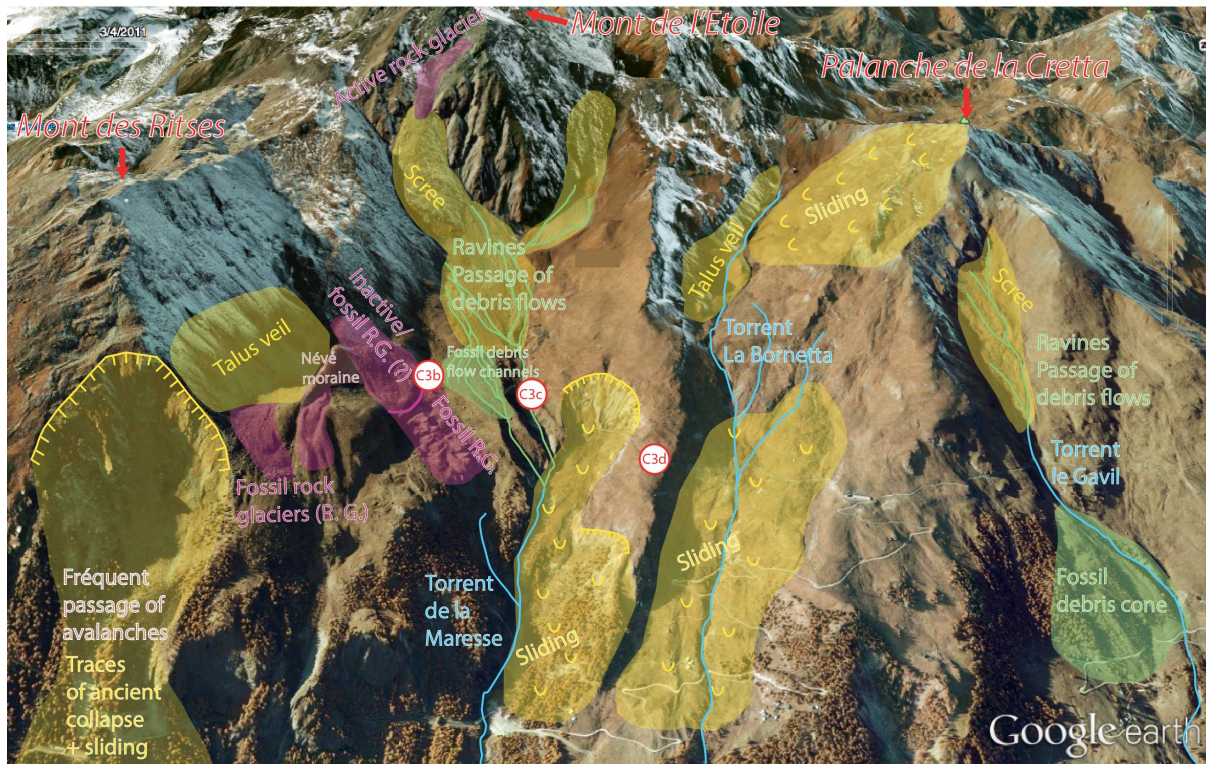 3/4/2011
Mont de l'Etoile
Active rock glacier
Palanche de la Cretta
Mont des Ritses
Scree
Sliding
Ravines
Passage of
debris flows
Talus veil
Scree
Inactive/
fossil R.G. (?)
Talus veil
Torrent
La Bornetta
Ravines
Passage of
debris flows
Névé
moraine
C3b
Fossil debris
flow channels
C3c
Fossil R.G.
C3d
Torrent
le Gavil
Fossil rock
glaciers (R. G.)
Sliding
Fréquent
passage of
avalanches
Torrent
de la
Maresse
Fossil
debris cone
Sliding
Traces
of ancient
collapse
+ sliding
Google earth